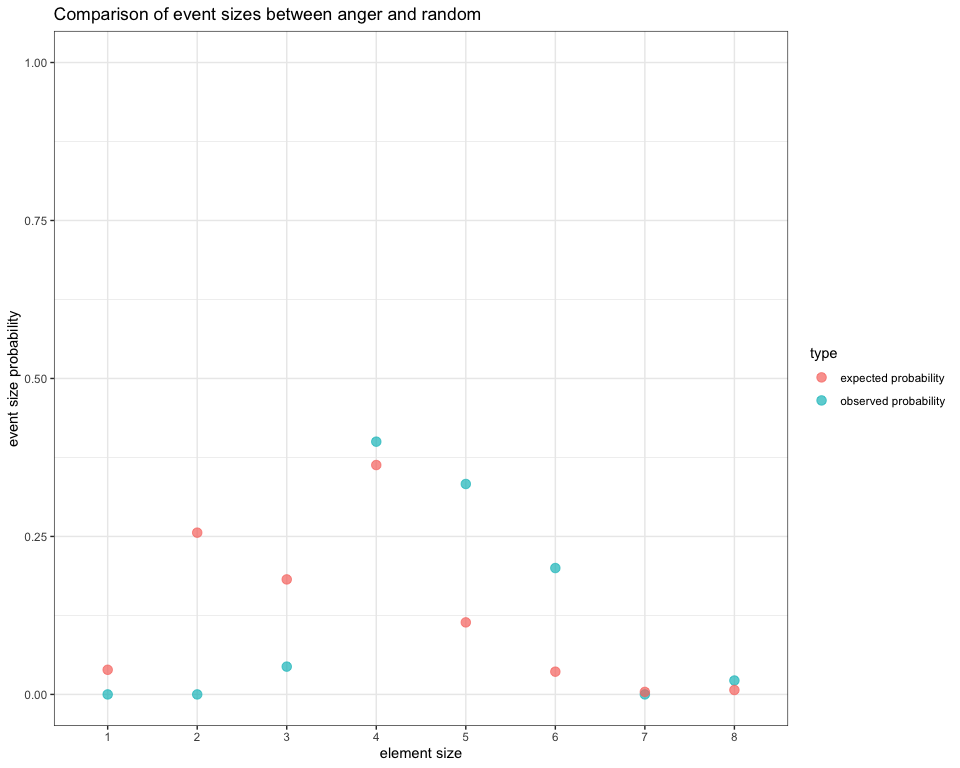 Comparison of event sizes between anger and random
1.00
0.75
0.50
0.25
0.00
event size probability
1 2 3 4 5 6 7 8
element size
type
expected probability
observed probability